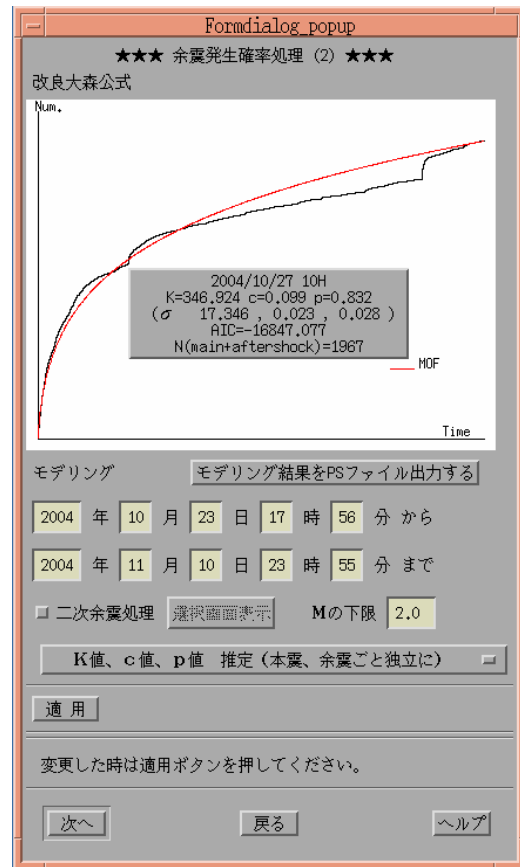 Formdialog_popup
★★★ 余震発生確率処理 (2) ★★★
改良大森公式
Num.
2004/10/27 10H
K=346.924 c=0.099 p=0.832
(σ 17.346 , 0.023 , 0.028 )
AIC=-16847.077
N(main+aftershock)=1967
MOF
Time
モデリング モデリング結果をPSファイル出力する
2004 年 10 月 23 日 17 時 56 分 から
2004 年 11 月 10 日 23 時 55 分 まで
二次余震処理 選択画面表示 Mの下限 2.0
K値、c値、p値 推定 (本震、余震ごと独立に)
適 用
変更した時は適用ボタンを押してください。
次へ 戻る ヘルプ